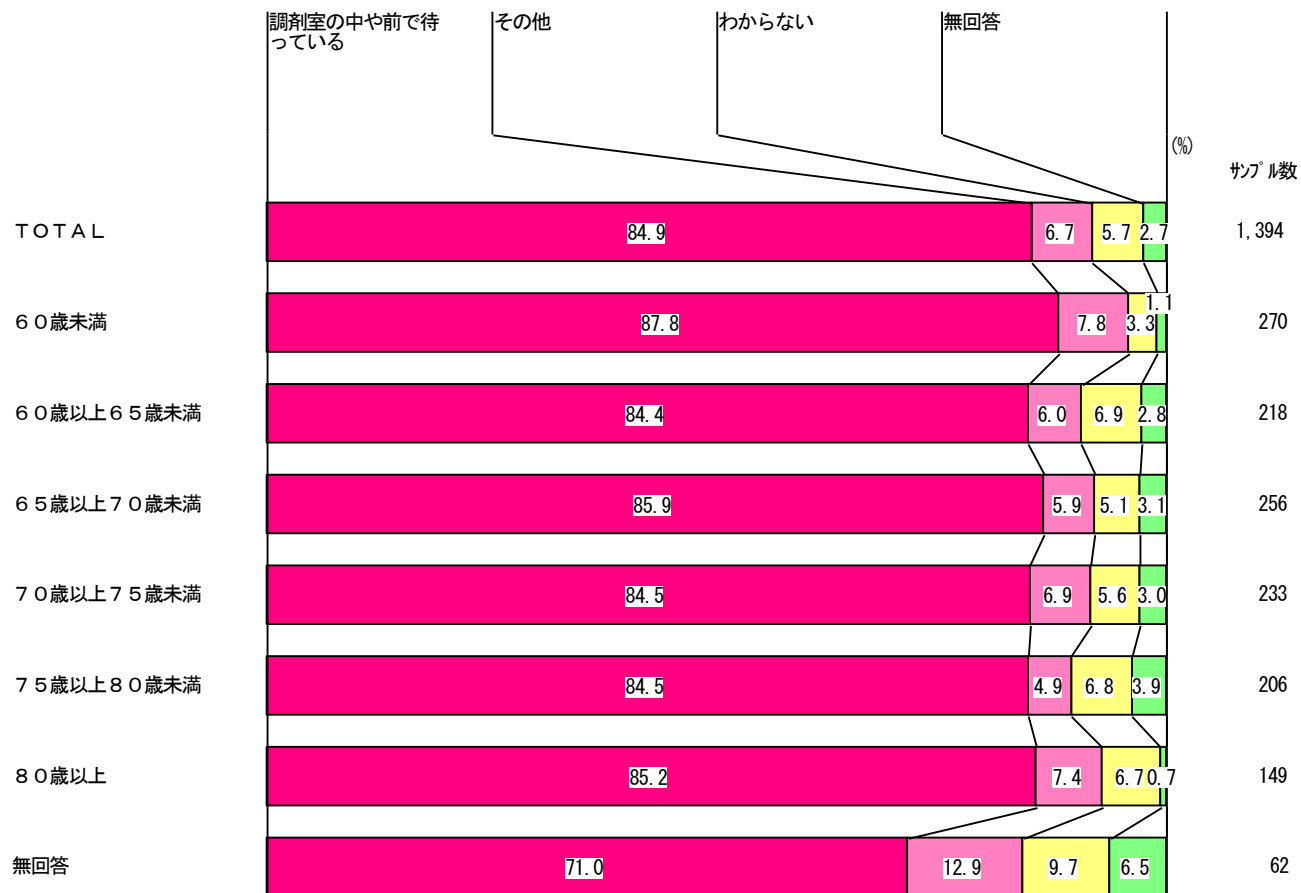 調剤室の中や前で待
っている
その他
わからない
無回答
(%)
ｻﾝﾌﾟﾙ数
ＴＯＴＡＬ 84.9 6.7 5.7 2.7 1,394
６０歳未満 87.8 7.8 3.3 1.1 270
６０歳以上６５歳未満 84.4 6.0 6.9 2.8 218
６５歳以上７０歳未満 85.9 5.9 5.1 3.1 256
７０歳以上７５歳未満 84.5 6.9 5.6 3.0 233
７５歳以上８０歳未満 84.5 4.9 6.8 3.9 206
８０歳以上 85.2 7.4 6.7 0.7 149
無回答 71.0 12.9 9.7 6.5 62